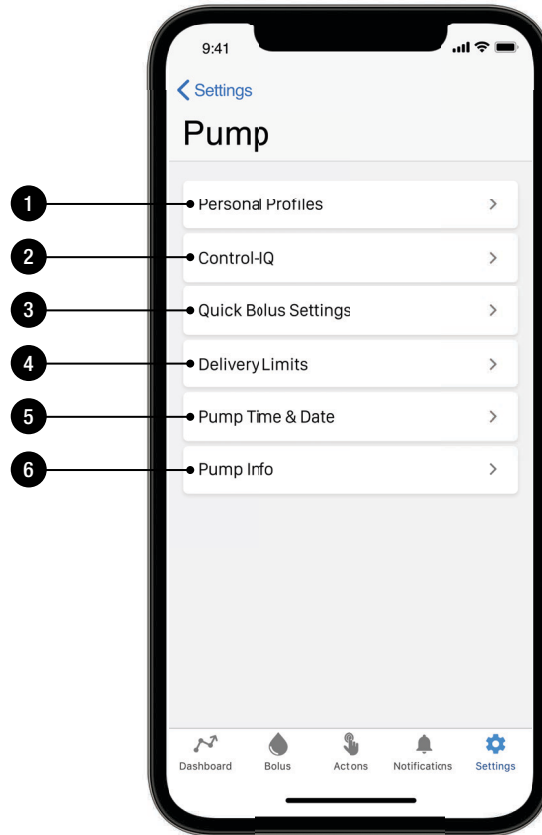 9:41
Settings
Pump
1 Personal Profiles
2 Control-IQ
3 Quick Bolus Settings
4 Delivery Limits
5 Pump Time & Date
6 Pump Info
Dashboard Bolus Actons Notifications Settings